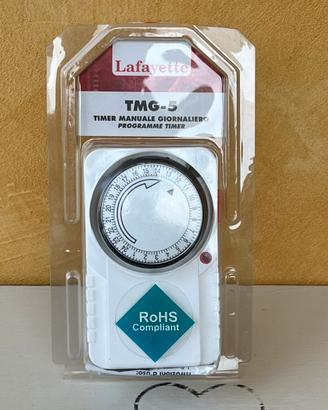 Lafayette
TMG-5
TIMER MANUALE GIORNALIERO
PROGRAMME TIMER
RoHS
Compliant